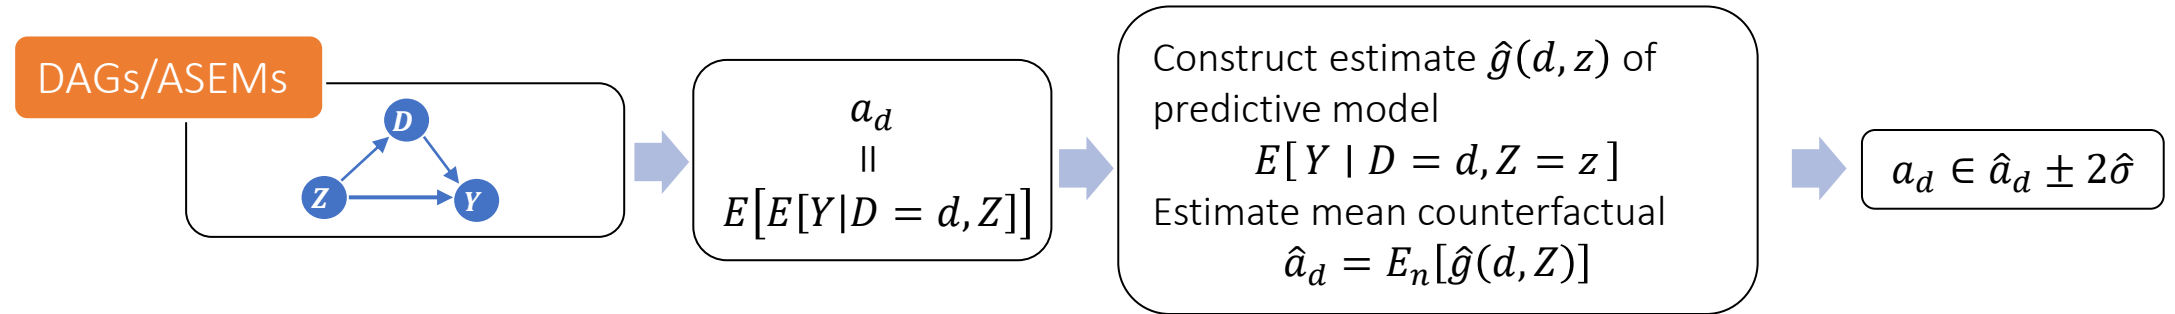 DAGs/ASEMs
D
Z
Y
a_d
=
E[E[Y|D = d, Z]]
Construct estimate ĝ(d, z) of
predictive model
E[ Y | D = d, Z = z ]
Estimate mean counterfactual
â_d = E_n[ĝ(d, Z)]
a_d ∈ â_d ± 2σ̂